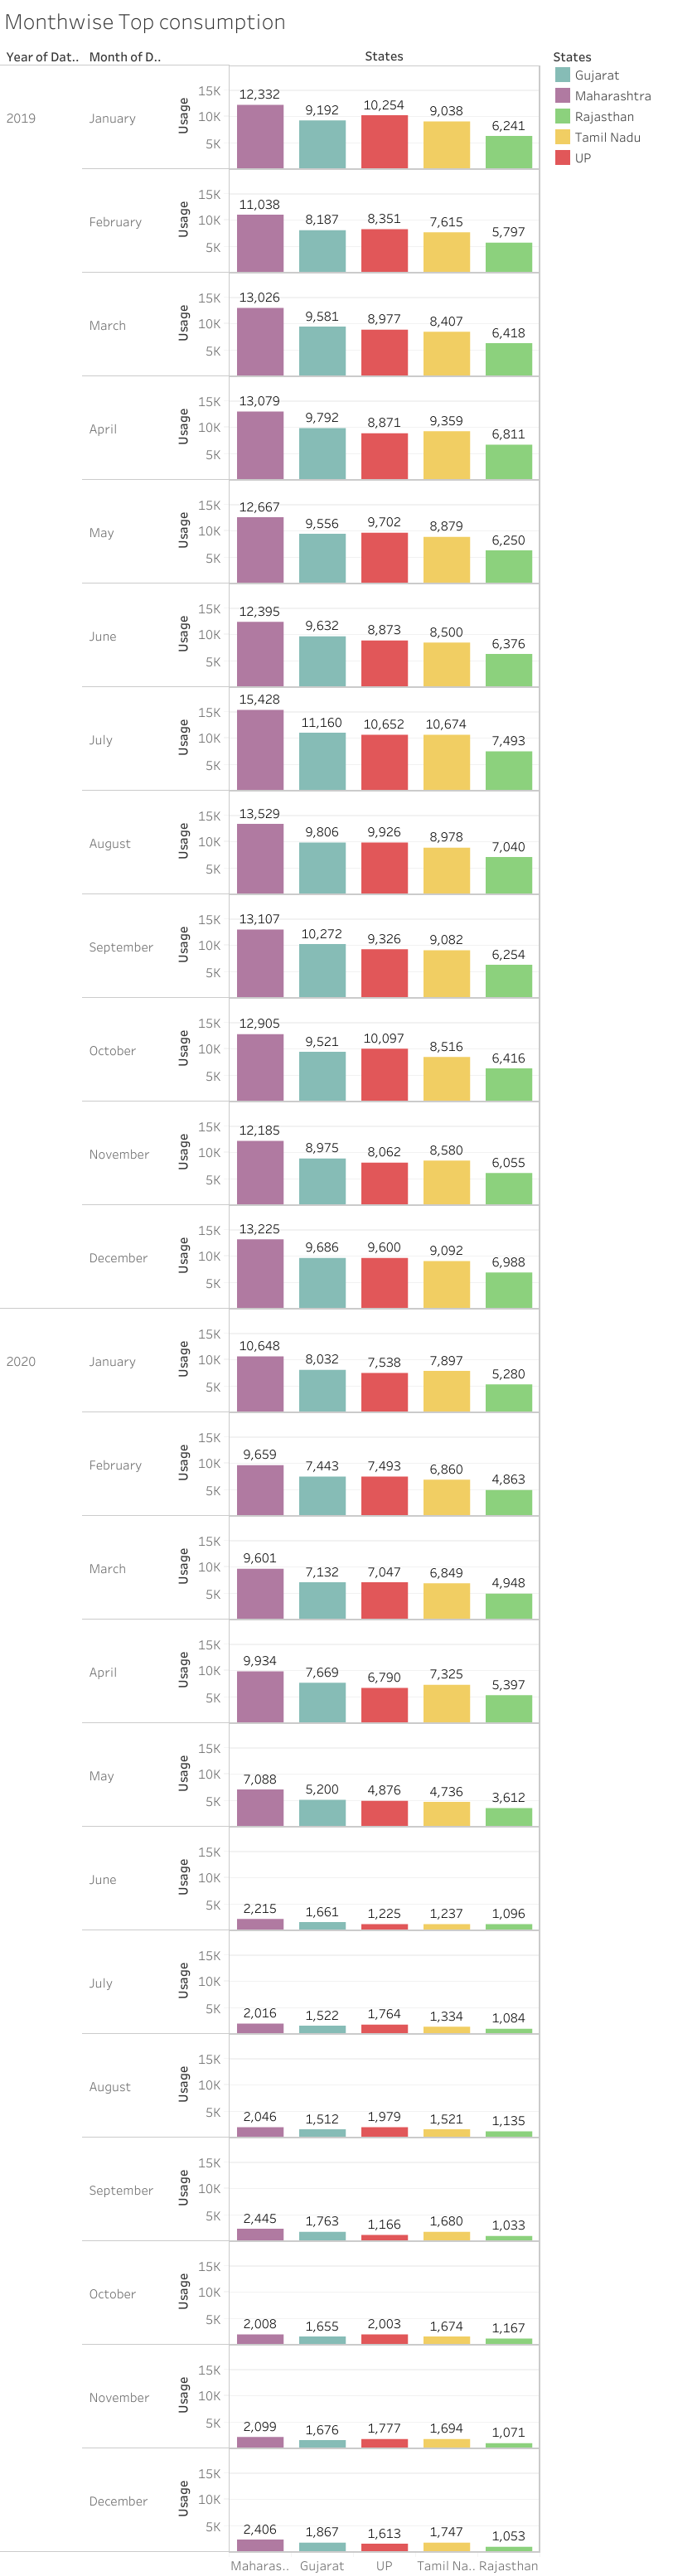 Monthwise Top consumption
Year of Dat.. Month of D.. States States
Gujarat
Maharashtra
Rajasthan
Tamil Nadu
UP
2019 January Usage 15K 10K 5K 12,332 9,192 10,254 9,038 6,241
February Usage 15K 10K 5K 11,038 8,187 8,351 7,615 5,797
March Usage 15K 10K 5K 13,026 9,581 8,977 8,407 6,418
April Usage 15K 10K 5K 13,079 9,792 8,871 9,359 6,811
May Usage 15K 10K 5K 12,667 9,556 9,702 8,879 6,250
June Usage 15K 10K 5K 12,395 9,632 8,873 8,500 6,376
July Usage 15K 10K 5K 15,428 11,160 10,652 10,674 7,493
August Usage 15K 10K 5K 13,529 9,806 9,926 8,978 7,040
September Usage 15K 10K 5K 13,107 10,272 9,326 9,082 6,254
October Usage 15K 10K 5K 12,905 9,521 10,097 8,516 6,416
November Usage 15K 10K 5K 12,185 8,975 8,062 8,580 6,055
December Usage 15K 10K 5K 13,225 9,686 9,600 9,092 6,988
2020 January Usage 15K 10K 5K 10,648 8,032 7,538 7,897 5,280
February Usage 15K 10K 5K 9,659 7,443 7,493 6,860 4,863
March Usage 15K 10K 5K 9,601 7,132 7,047 6,849 4,948
April Usage 15K 10K 5K 9,934 7,669 6,790 7,325 5,397
May Usage 15K 10K 5K 7,088 5,200 4,876 4,736 3,612
June Usage 15K 10K 5K 2,215 1,661 1,225 1,237 1,096
July Usage 15K 10K 5K 2,016 1,522 1,764 1,334 1,084
August Usage 15K 10K 5K 2,046 1,512 1,979 1,521 1,135
September Usage 15K 10K 5K 2,445 1,763 1,166 1,680 1,033
October Usage 15K 10K 5K 2,008 1,655 2,003 1,674 1,167
November Usage 15K 10K 5K 2,099 1,676 1,777 1,694 1,071
December Usage 15K 10K 5K 2,406 1,867 1,613 1,747 1,053
Maharas.. Gujarat UP Tamil Na.. Rajasthan